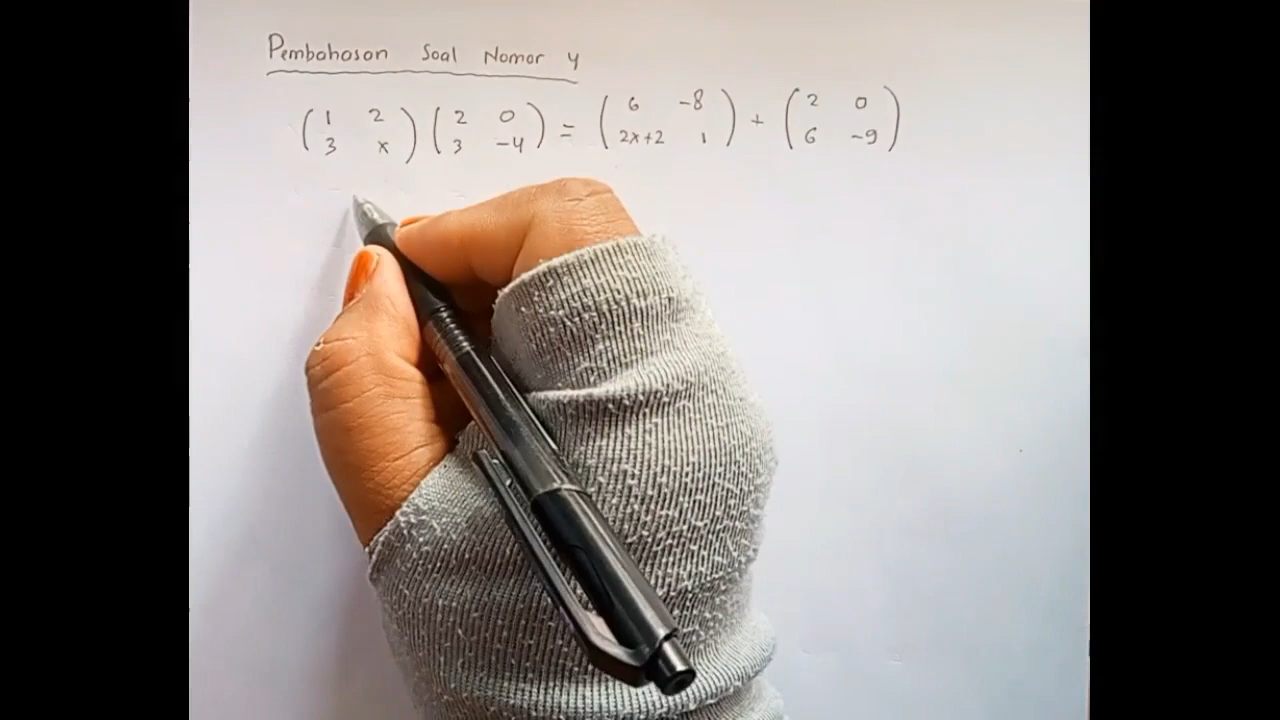 Pembahasan Soal Nomor 4
( 1 2 ) ( 2 0 ) = ( 6 -8 ) + ( 2 0 )
( 3 x ) ( 3 -4 ) ( 2x+2 1 ) ( 6 -9 )